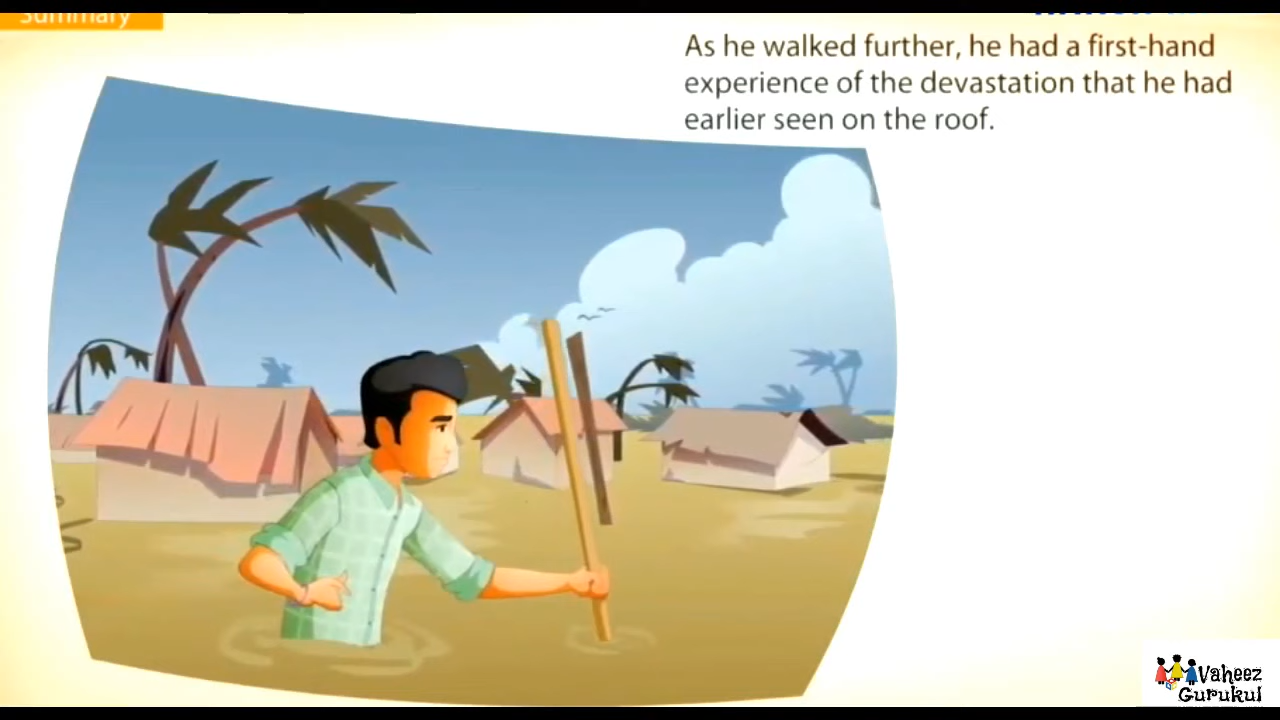 Summary
As he walked further, he had a first-hand
experience of the devastation that he had
earlier seen on the roof.
Vaheez
Gurukul